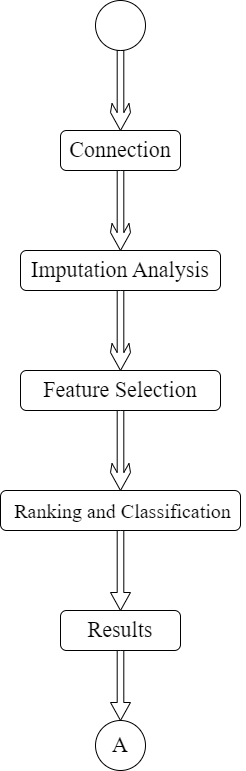 Connection
Imputation Analysis
Feature Selection
Ranking and Classification
Results
A